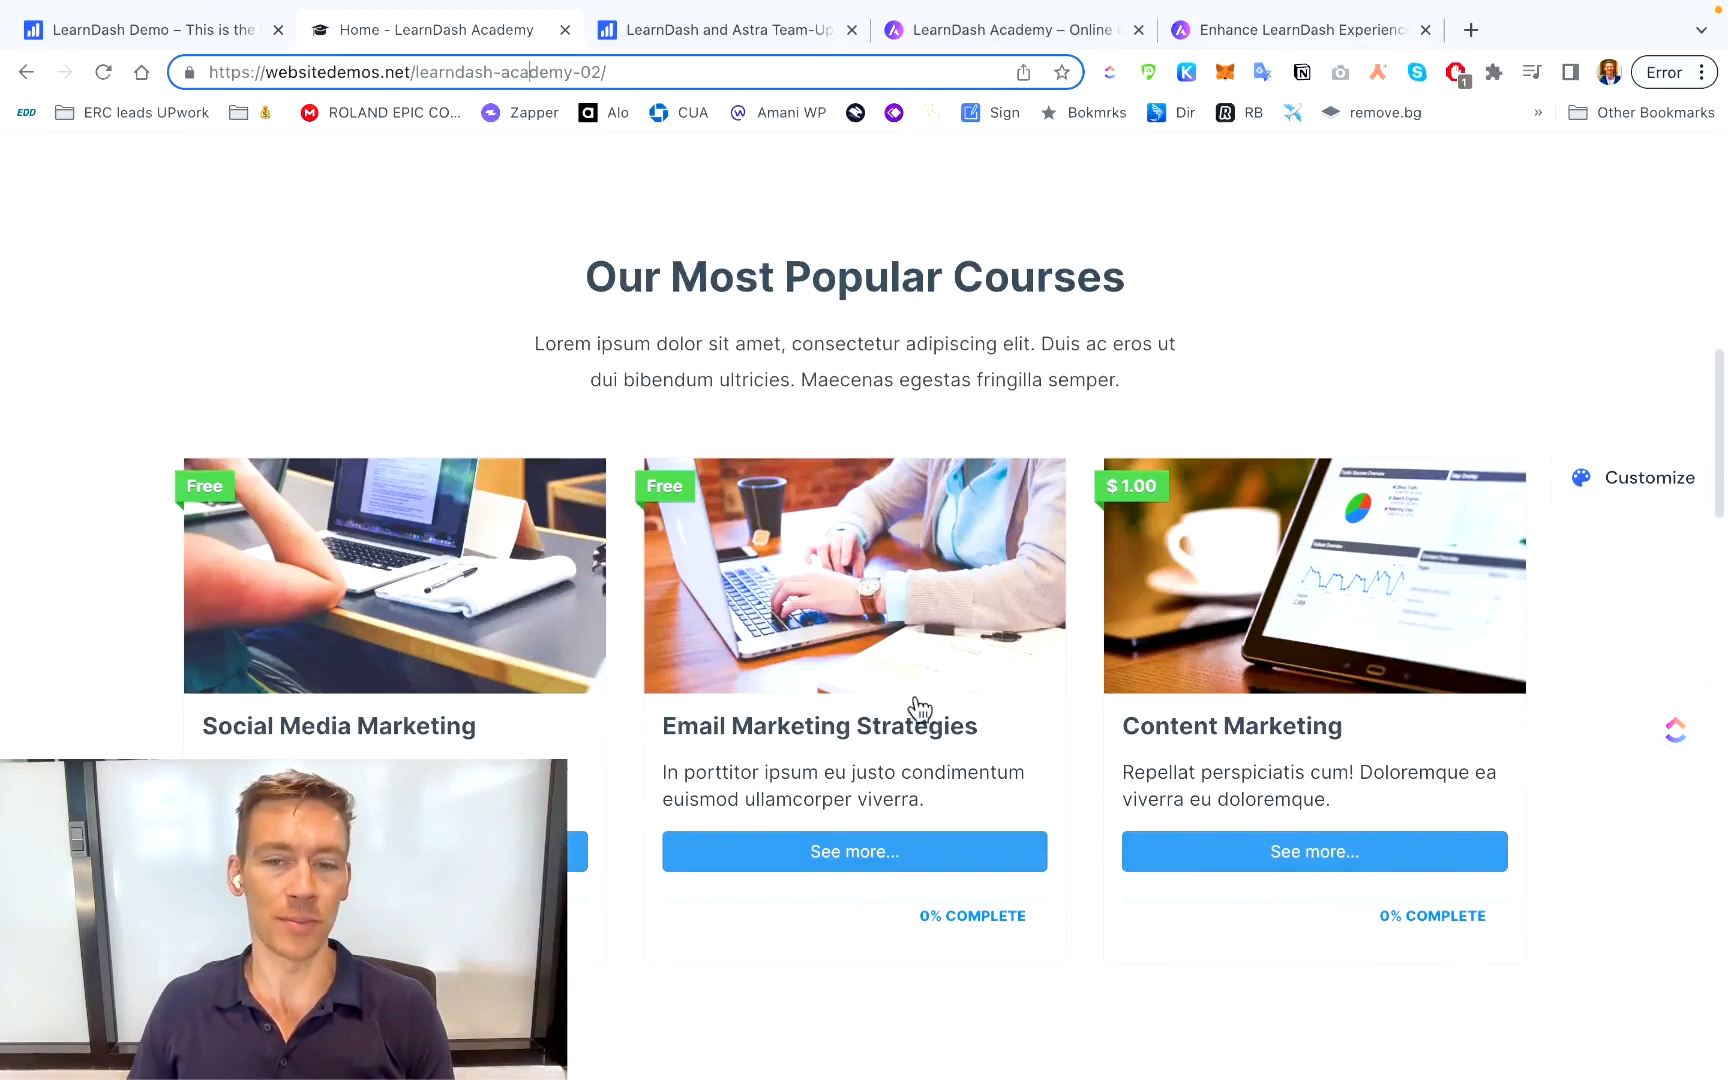 LearnDash Demo – This is the
Home - LearnDash Academy
LearnDash and Astra Team-Up
LearnDash Academy – Online
Enhance LearnDash Experienc
https://websitedemos.net/learndash-academy-02/
1
Error
EDD
ERC leads UPwork
ROLAND EPIC CO...
Zapper
Alo
CUA
Amani WP
Sign
Bokmrks
Dir
RB
remove.bg
»
Other Bookmarks
Our Most Popular Courses
Lorem ipsum dolor sit amet, consectetur adipiscing elit. Duis ac eros ut
dui bibendum ultricies. Maecenas egestas fringilla semper.
Free
Free
$ 1.00
Customize
Social Media Marketing
Email Marketing Strategies
Content Marketing
In porttitor ipsum eu justo condimentum
euismod ullamcorper viverra.
Repellat perspiciatis cum! Doloremque ea
viverra eu doloremque.
See more...
See more...
0% COMPLETE
0% COMPLETE